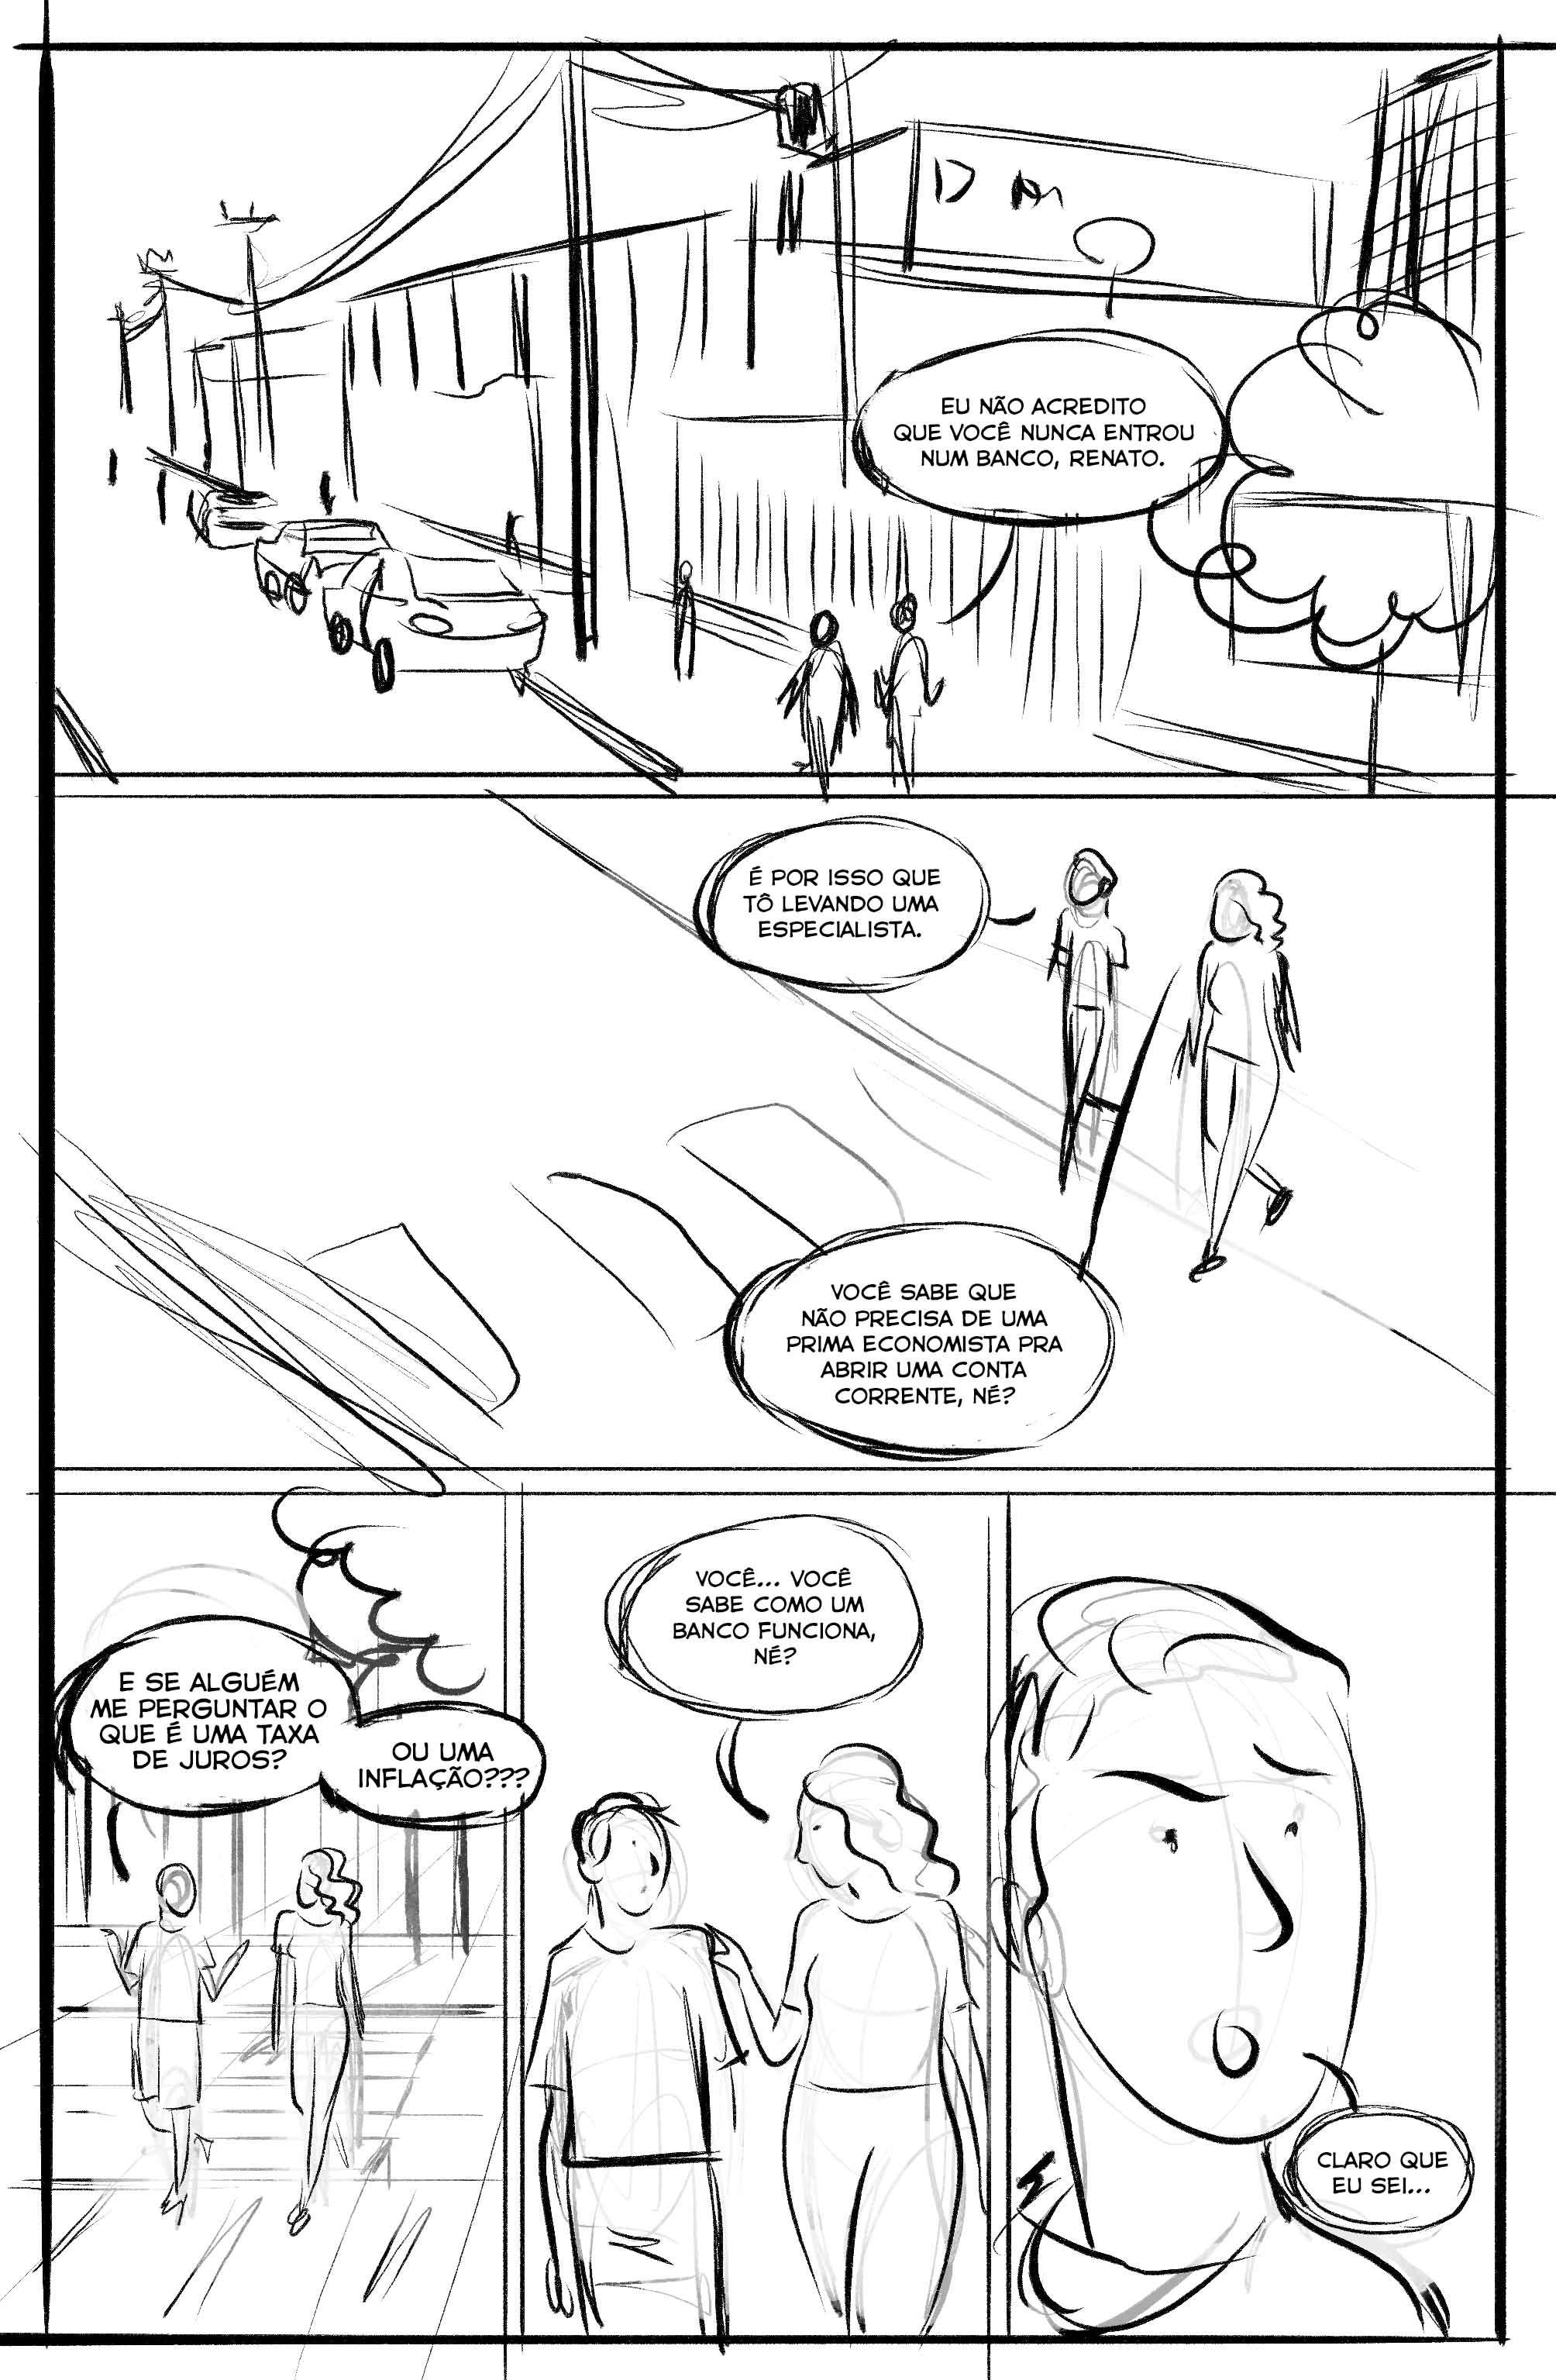 EU NÃO ACREDITO
QUE VOCÊ NUNCA ENTROU
NUM BANCO, RENATO.
É POR ISSO QUE
TÔ LEVANDO UMA
ESPECIALISTA.
VOCÊ SABE QUE
NÃO PRECISA DE UMA
PRIMA ECONOMISTA PRA
ABRIR UMA CONTA
CORRENTE, NÉ?
E SE ALGUÉM
ME PERGUNTAR O
QUE É UMA TAXA
DE JUROS?
OU UMA
INFLAÇÃO???
VOCÊ... VOCÊ
SABE COMO UM
BANCO FUNCIONA,
NÉ?
CLARO QUE
EU SEI...